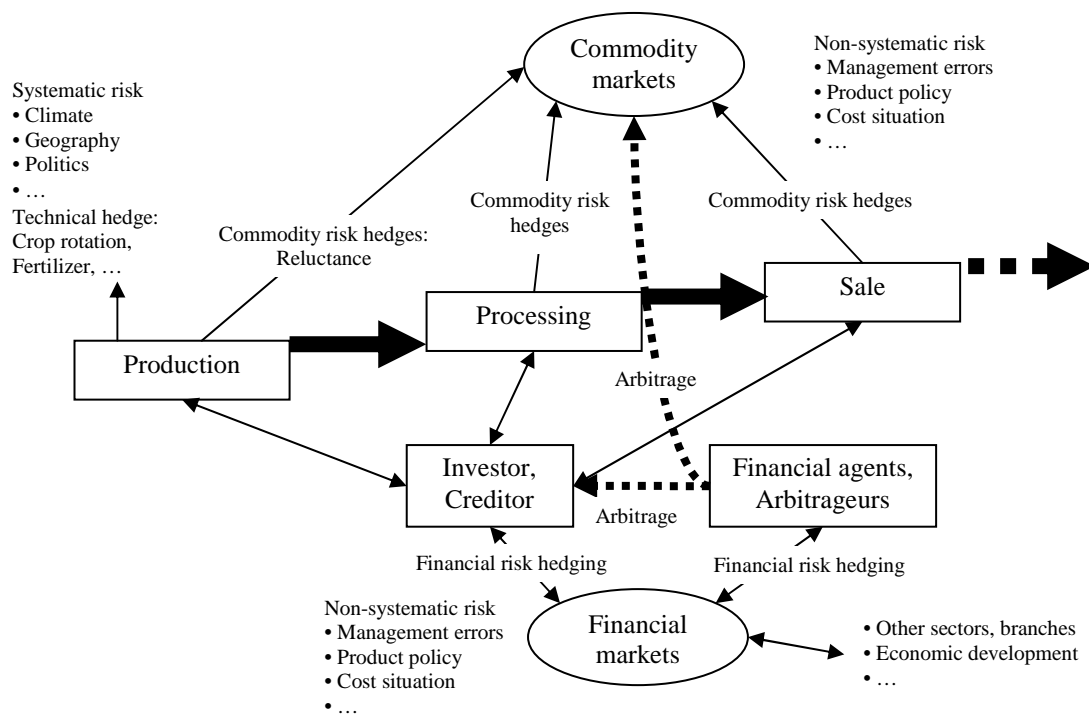 Commodity
markets
Non-systematic risk
• Management errors
• Product policy
• Cost situation
• …
Systematic risk
• Climate
• Geography
• Politics
• …
Technical hedge:
Crop rotation,
Fertilizer, …
Commodity risk hedges:
Reluctance
Commodity risk
hedges
Commodity risk hedges
Sale
Processing
Production
Arbitrage
Investor,
Creditor
Financial agents,
Arbitrageurs
Arbitrage
Financial risk hedging
Financial risk hedging
Non-systematic risk
• Management errors
• Product policy
• Cost situation
• …
Financial
markets
• Other sectors, branches
• Economic development
• …